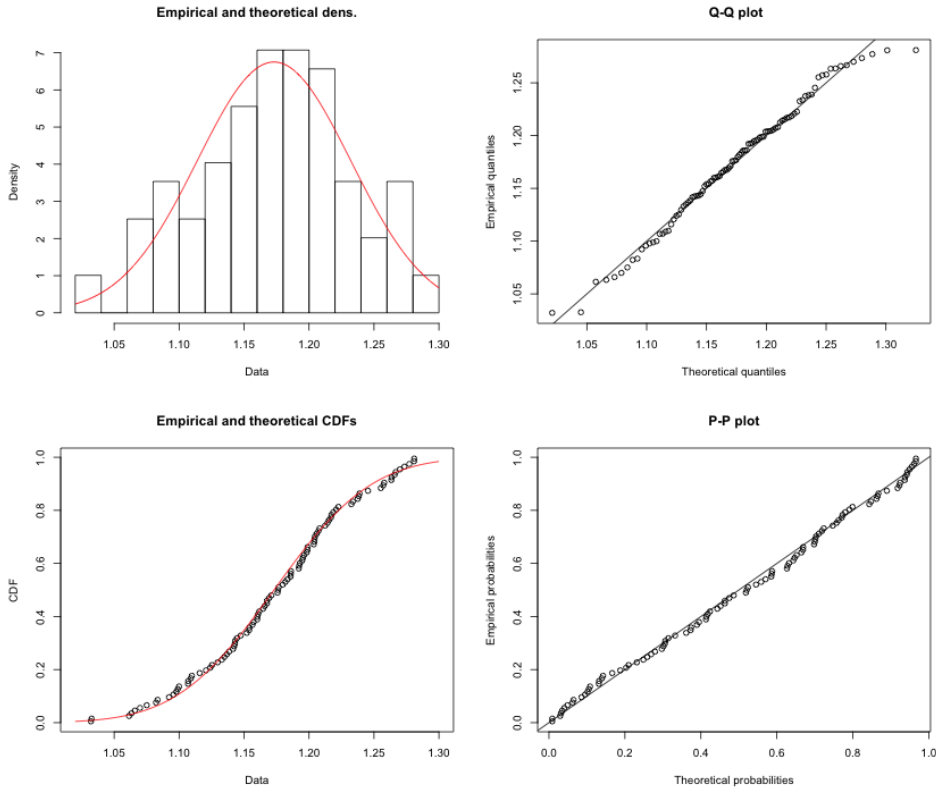 Empirical and theoretical dens.
Density
0 1 2 3 4 5 6 7
1.05 1.10 1.15 1.20 1.25 1.30
Data
Q-Q plot
Empirical quantiles
1.05 1.15 1.20 1.25
1.10
1.05 1.10 1.15 1.20 1.25 1.30
Theoretical quantiles
Empirical and theoretical CDFs
CDF
0.0 0.2 0.4 0.6 0.8 1.0
1.05 1.10 1.15 1.20 1.25 1.30
Data
P-P plot
Empirical probabilities
0.0 0.2 0.4 0.6 0.8 1.0
0.0 0.2 0.4 0.6 0.8 1.0
Theoretical probabilities